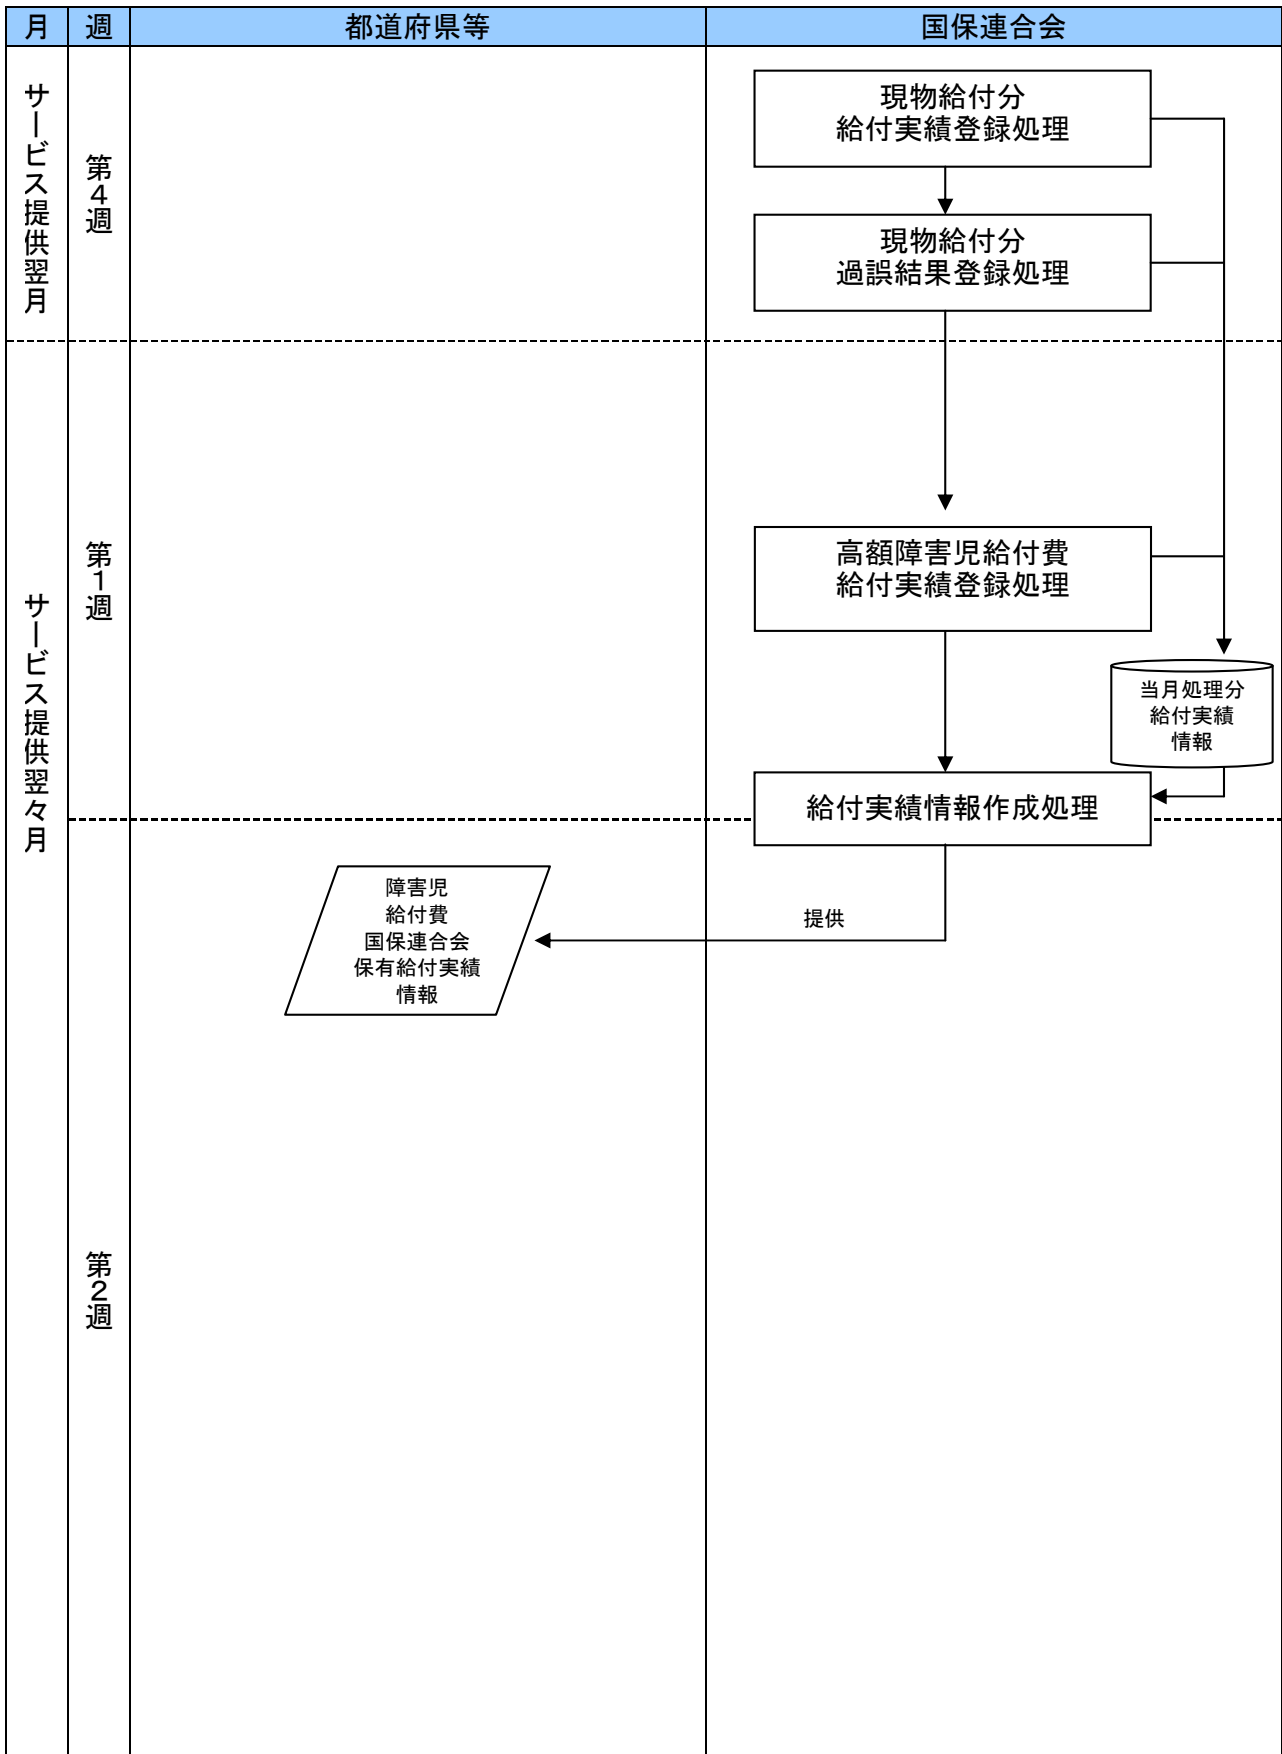 月
週
都道府県等
国保連合会
サービス提供翌月
第4週
現物給付分
給付実績登録処理
現物給付分
過誤結果登録処理
サービス提供翌々月
第1週
高額障害児給付費
給付実績登録処理
当月処理分
給付実績
情報
給付実績情報作成処理
第2週
提供
障害児
給付費
国保連合会
保有給付実績
情報